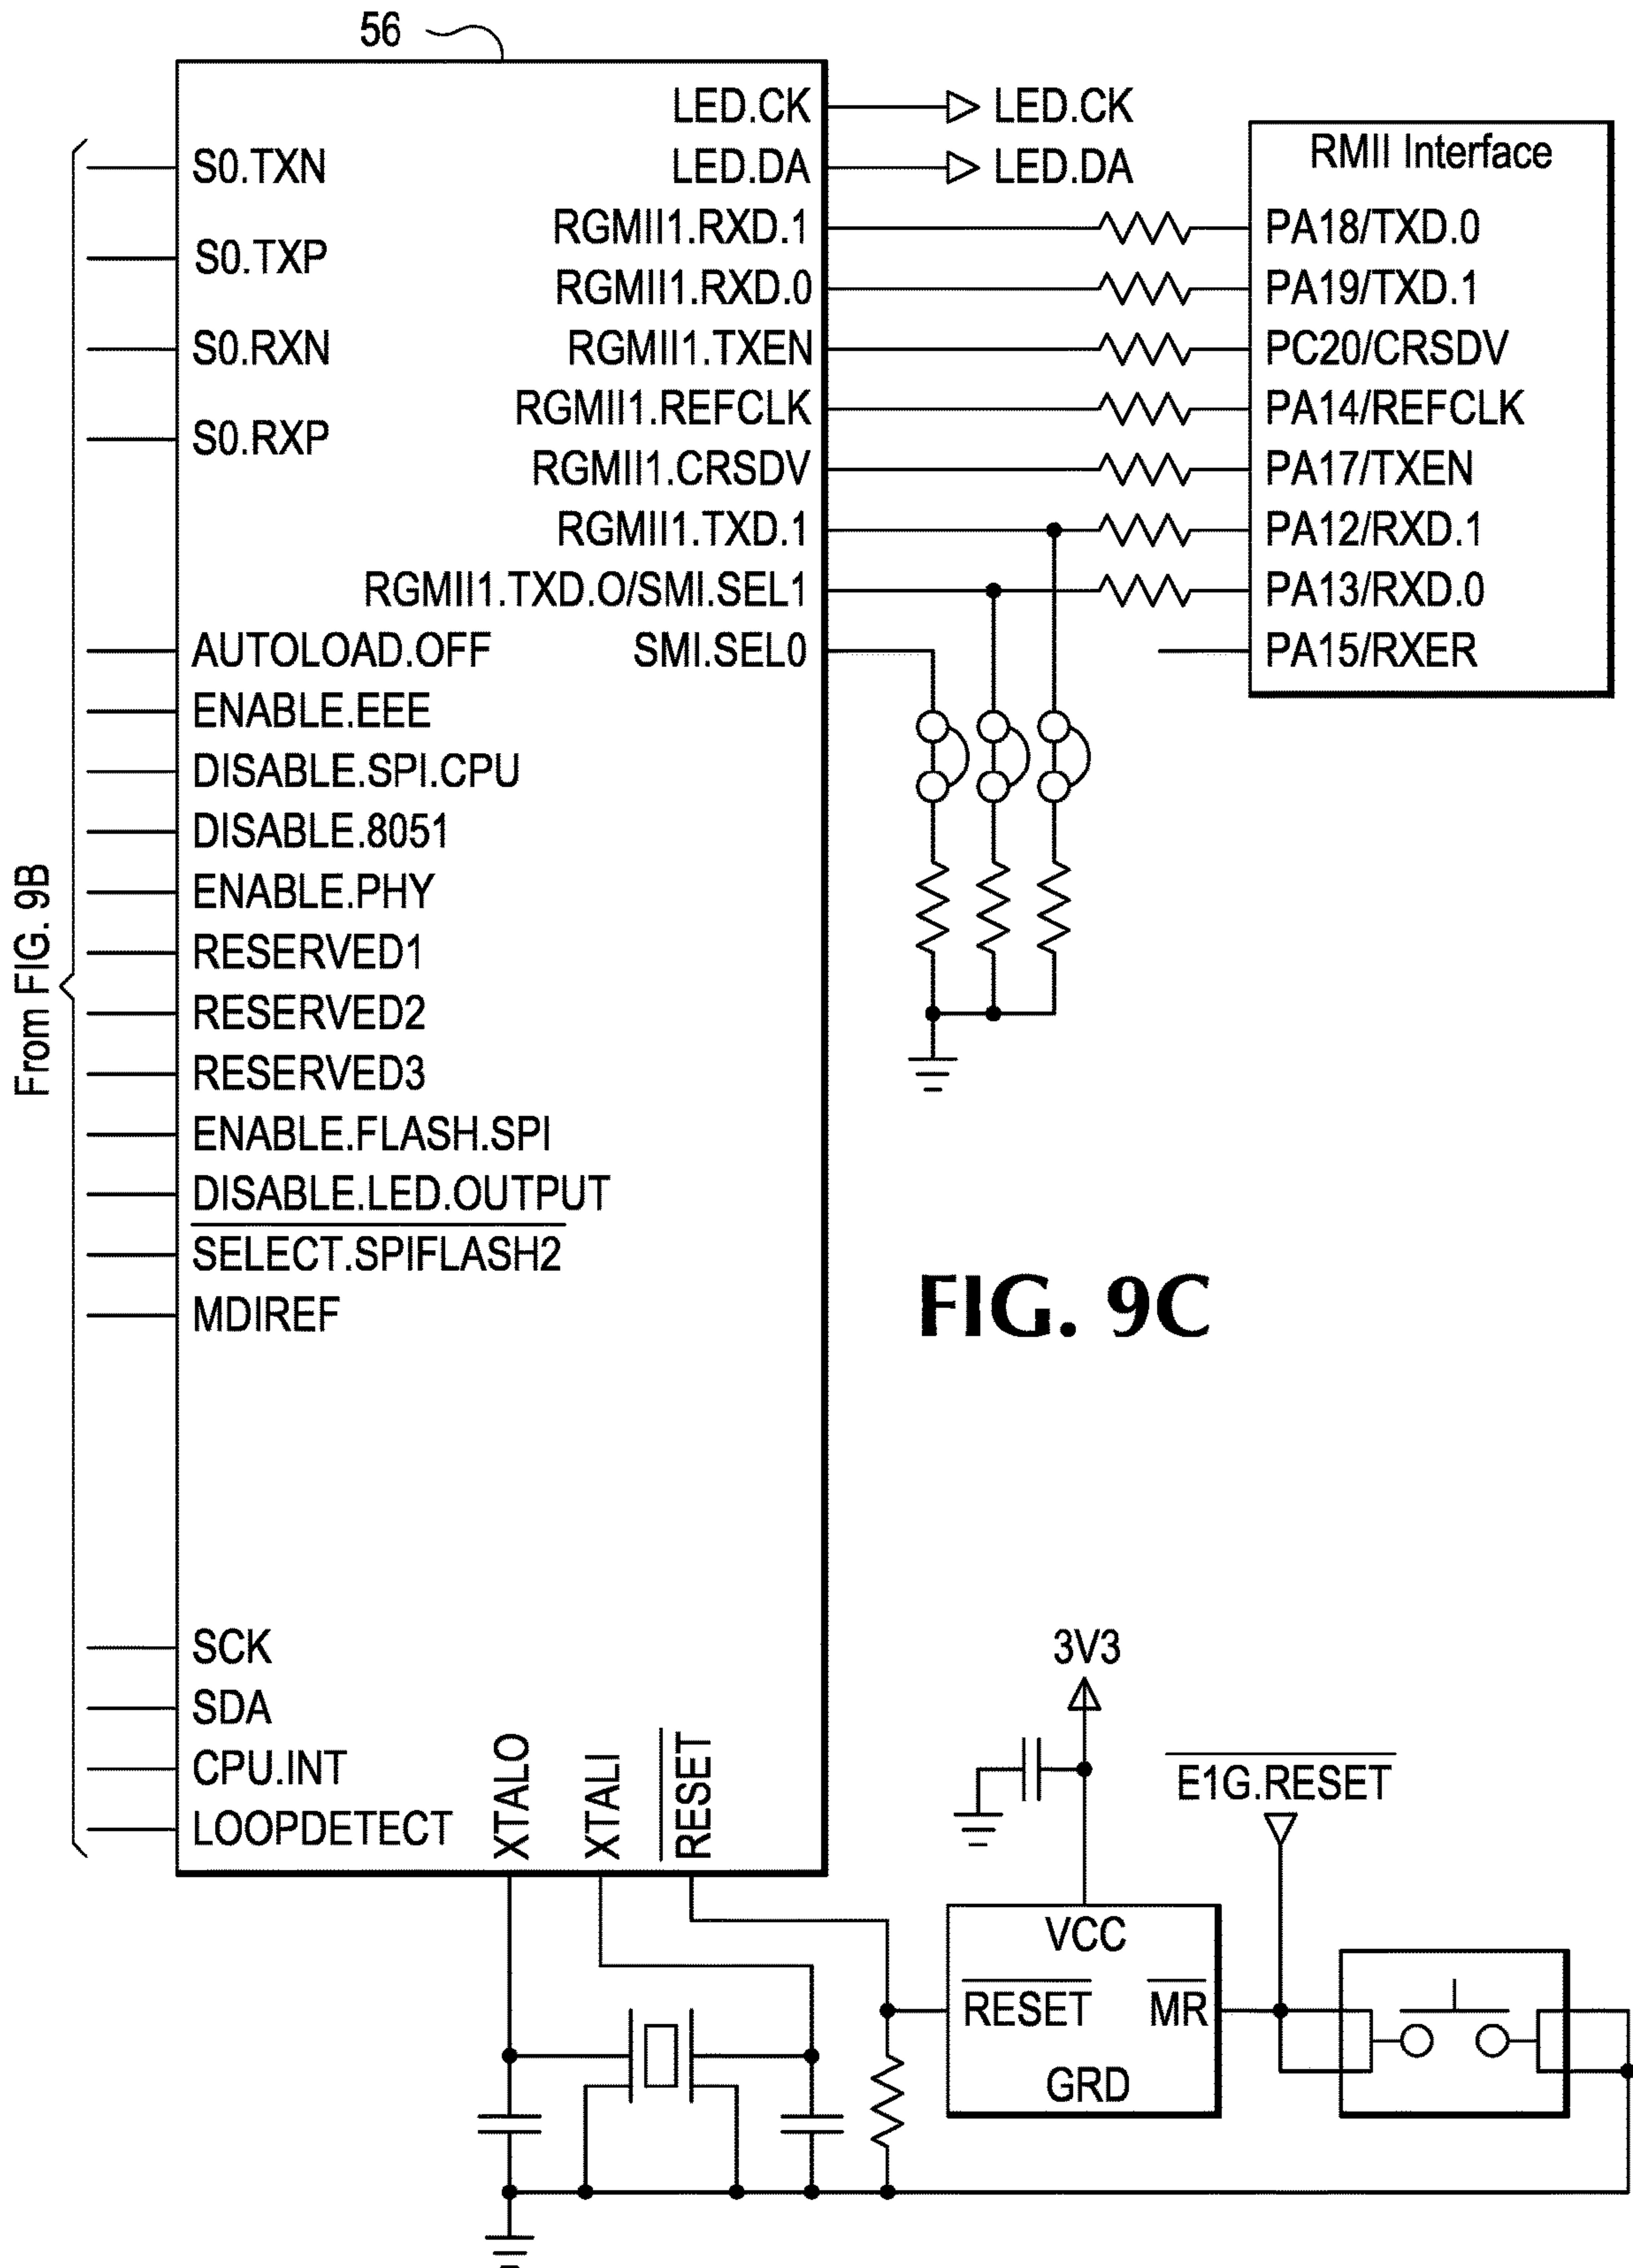 56
From FIG. 9B
S0.TXN
S0.TXP
S0.RXN
S0.RXP
AUTOLOAD.OFF
ENABLE.EEE
DISABLE.SPI.CPU
DISABLE.8051
ENABLE.PHY
RESERVED1
RESERVED2
RESERVED3
ENABLE.FLASH.SPI
DISABLE.LED.OUTPUT
SELECT.SPIFLASH2
MDIREF
SCK
SDA
CPU.INT
LOOPDETECT
XTALO
XTALI
RESET
LED.CK
LED.DA
RGMII1.RXD.1
RGMII1.RXD.0
RGMII1.TXEN
RGMII1.REFCLK
RGMII1.CRSDV
RGMII1.TXD.1
RGMII1.TXD.O/SMI.SEL1
SMI.SEL0
LED.CK
LED.DA
RMII Interface
PA18/TXD.0
PA19/TXD.1
PC20/CRSDV
PA14/REFCLK
PA17/TXEN
PA12/RXD.1
PA13/RXD.0
PA15/RXER
FIG. 9C
3V3
E1G.RESET
VCC
RESET MR
GRD